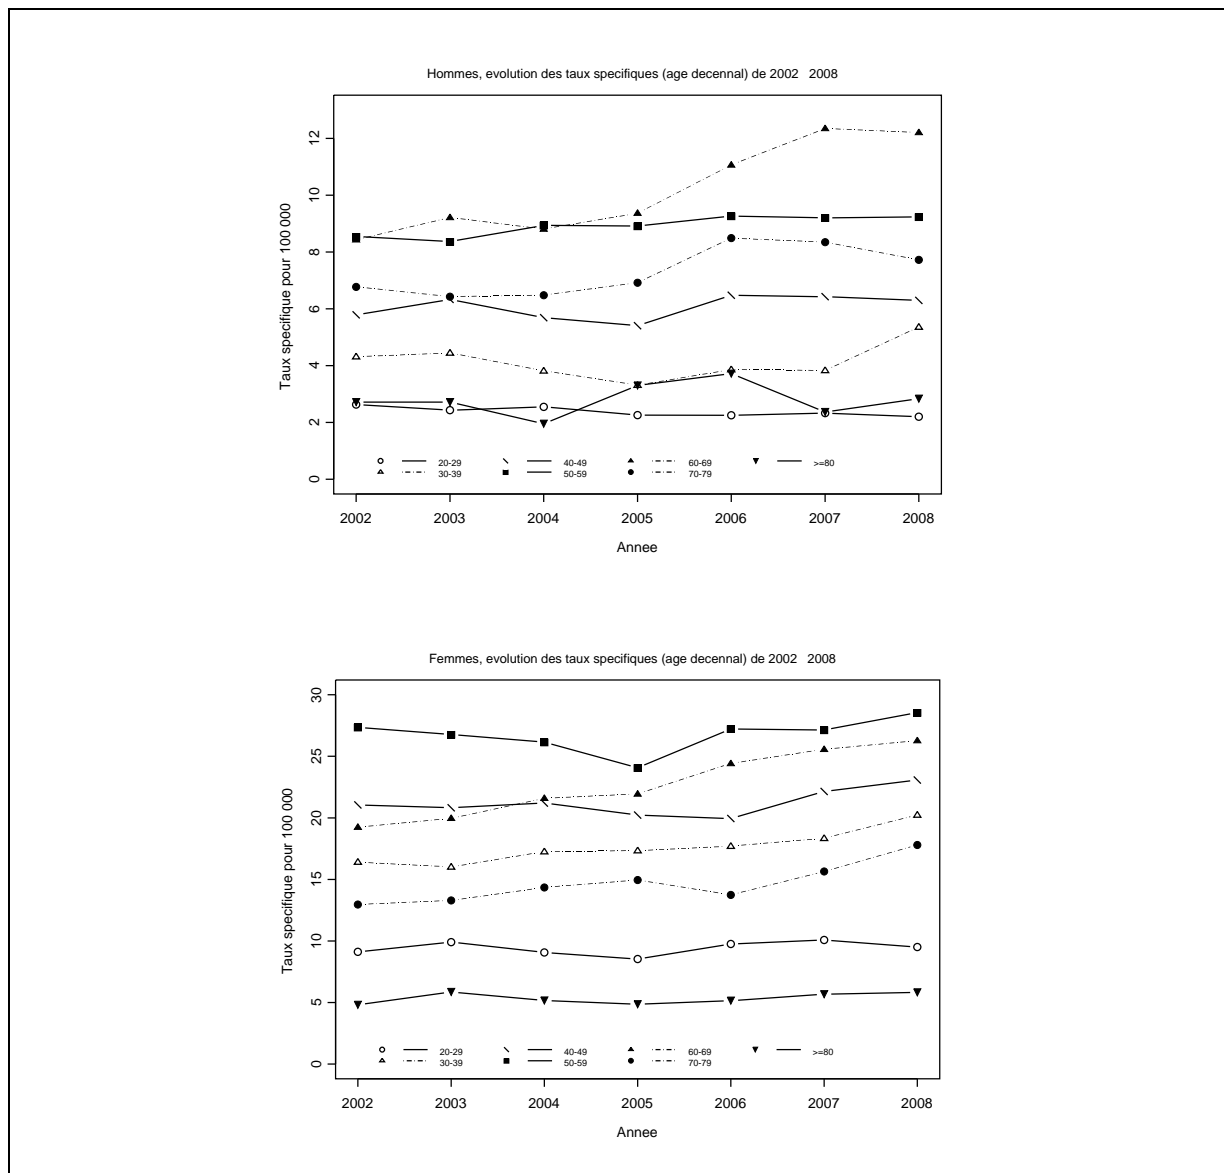 Hommes, evolution des taux specifiques (age decennal) de 2002 2008
Taux specifique pour 100 000
12
10
8
6
4
2
0
20-29 40-49 60-69 >=80
30-39 50-59 70-79
2002 2003 2004 2005 2006 2007 2008
Annee
Femmes, evolution des taux specifiques (age decennal) de 2002 2008
Taux specifique pour 100 000
30
25
20
15
10
5
0
20-29 40-49 60-69 >=80
30-39 50-59 70-79
2002 2003 2004 2005 2006 2007 2008
Annee